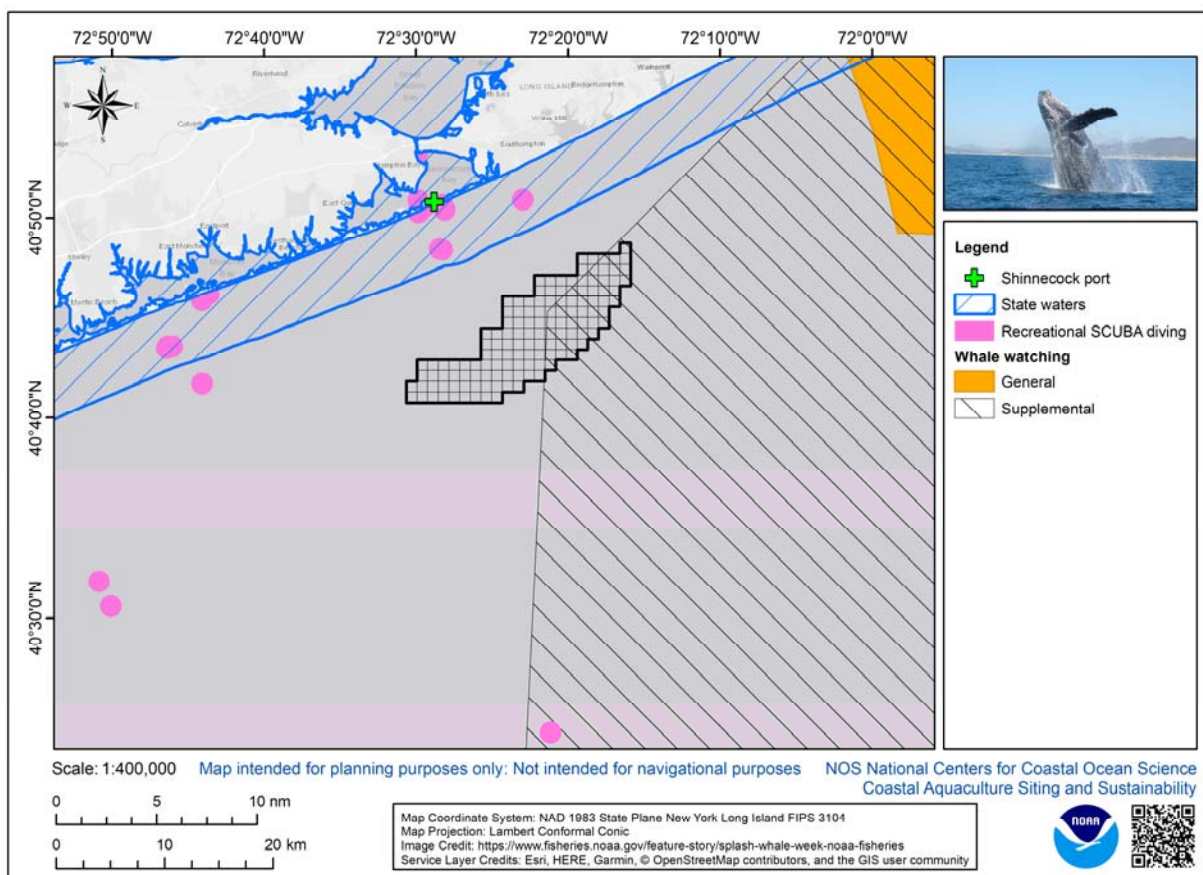 72°50'0"W 72°40'0"W 72°30'0"W 72°20'0"W 72°10'0"W 72°0'0"W
N
W E
S
Riverhead
Calverton
LONG ISLAND
Bridgehampton
Wainscott
Water Mill
Southampton
Hampton Bays
Eastport
Shirley
Mastic Beach
40°50'0"N
40°40'0"N
40°30'0"N
Legend
Shinnecock port
State waters
Recreational SCUBA diving
Whale watching
General
Supplemental
Scale: 1:400,000 Map intended for planning purposes only: Not intended for navigational purposes
NOS National Centers for Coastal Ocean Science
Coastal Aquaculture Siting and Sustainability
0 5 10 nm
0 10 20 km
Map Coordinate System: NAD 1983 State Plane New York Long Island FIPS 3104
Map Projection: Lambert Conformal Conic
Image Credit: https://www.fisheries.noaa.gov/feature-story/splash-whale-week-noaa-fisheries
Service Layer Credits: Esri, HERE, Garmin, © OpenStreetMap contributors, and the GIS user community
NOAA